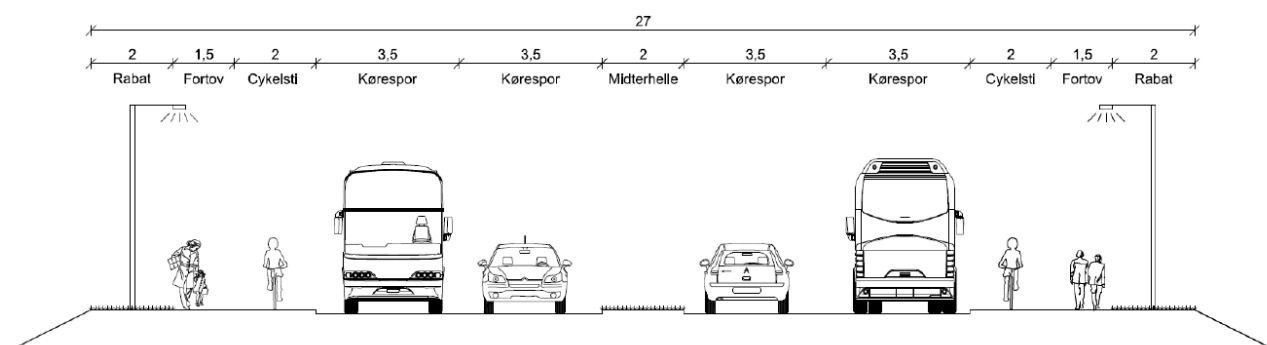 27
2 1,5 2 3,5 3,5 2 3,5 3,5 2 1,5 2
Rabat Fortov Cykelsti Kørespor Kørespor Midterhelle Kørespor Kørespor Cykelsti Fortov Rabat